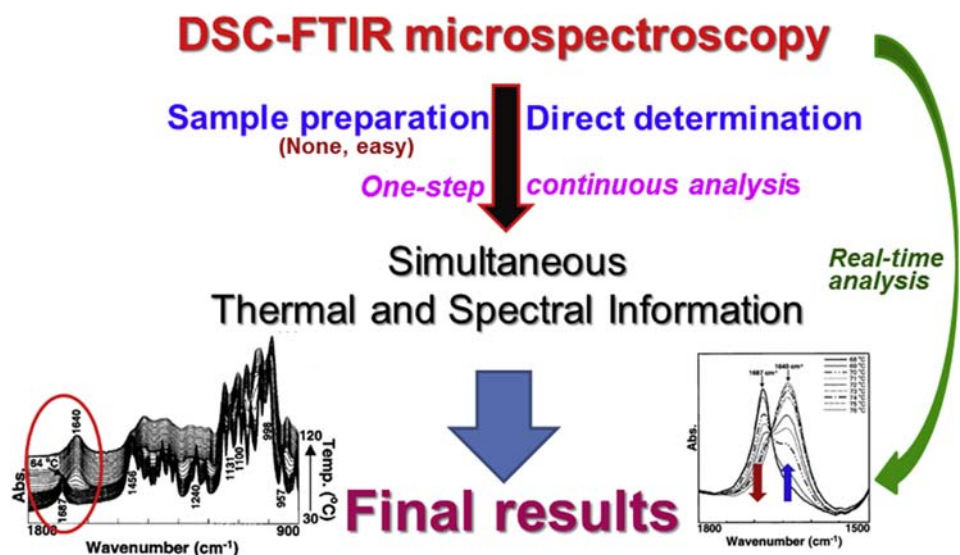 DSC-FTIR microspectroscopy
Sample preparation Direct determination
(None, easy)
One-step continuous analysis
Simultaneous
Thermal and Spectral Information
Real-time
analysis
1640
64 °C
1687
Abs.
1456
1240
1131
1100
998
957
120
30
Temp. (°C)
1800
900
Wavenumber (cm-1)
Final results
1687 cm-1
1640 cm-1
Abs.
1800
1500
Wavenumber (cm-1)